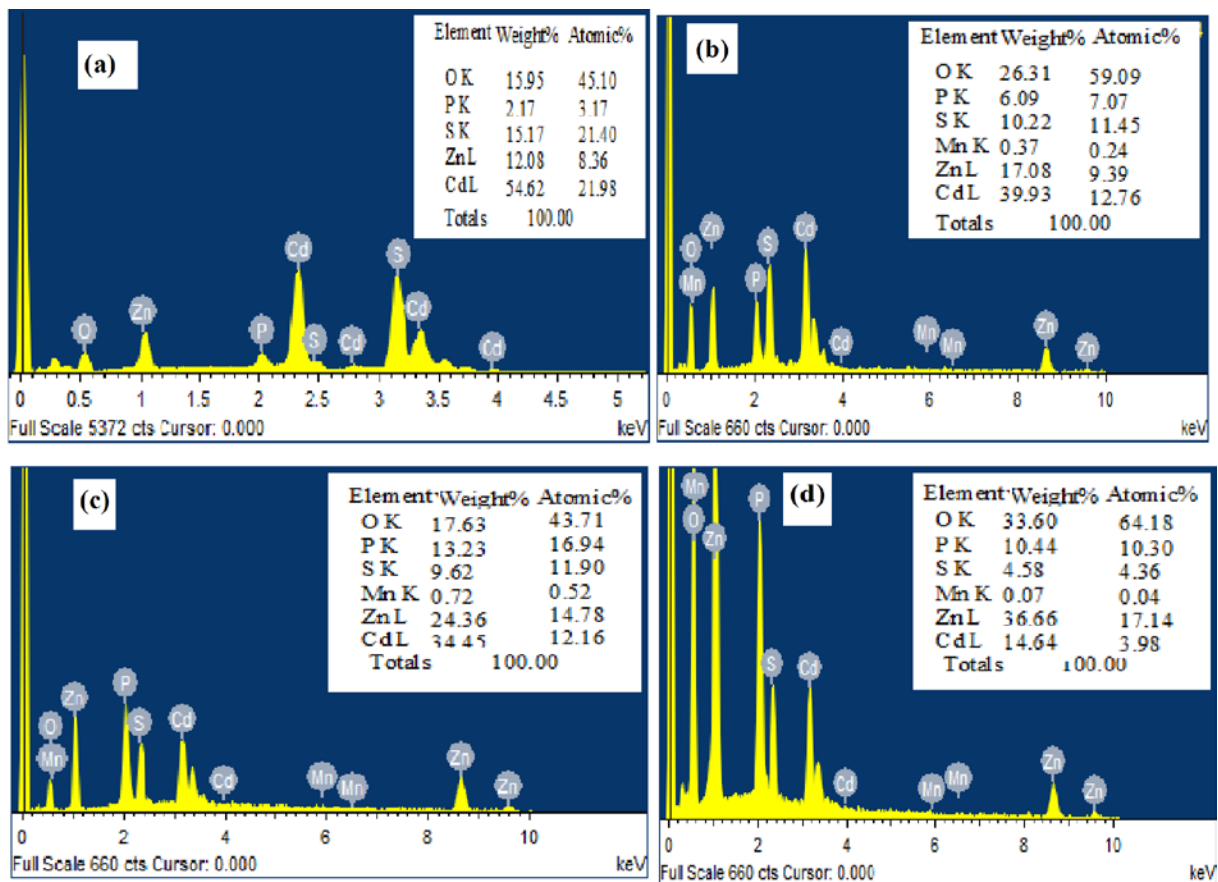 (a)
Element Weight% Atomic%
O K 15.95 45.10
P K 2.17 3.17
S K 15.17 21.40
ZnL 12.08 8.36
CdL 54.62 21.98
Totals 100.00
Cd
S
O
Zn
P
S
Cd
Cd
Cd
0 0.5 1 1.5 2 2.5 3 3.5 4 4.5 5
Full Scale 5372 cts Cursor: 0.000 keV
(b)
Element Weight% Atomic%
O K 26.31 59.09
P K 6.09 7.07
S K 10.22 11.45
Mn K 0.37 0.24
ZnL 17.08 9.39
CdL 39.93 12.76
Totals 100.00
O
Mn
Zn
P
S
Cd
Cd
Mn
Mn
Zn
Zn
0 2 4 6 8 10
Full Scale 660 cts Cursor: 0.000 keV
(c)
Element Weight% Atomic%
O K 17.63 43.71
P K 13.23 16.94
S K 9.62 11.90
Mn K 0.72 0.52
ZnL 24.36 14.78
CdL 34.45 12.16
Totals 100.00
O
Mn
Zn
P
S
Cd
Cd
Mn
Mn
Zn
Zn
0 2 4 6 8 10
Full Scale 660 cts Cursor: 0.000 keV
(d)
Element Weight% Atomic%
O K 33.60 64.18
P K 10.44 10.30
S K 4.58 4.36
Mn K 0.07 0.04
ZnL 36.66 17.14
CdL 14.64 3.98
Totals 100.00
Mn
O
Zn
P
S
Cd
Cd
Mn
Mn
Zn
Zn
0 2 4 6 8 10
Full Scale 660 cts Cursor: 0.000 keV